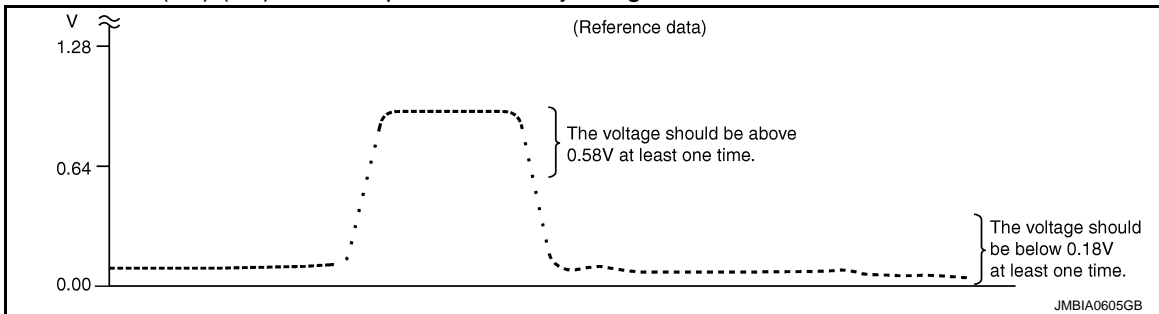 V
(Reference data)
1.28
The voltage should be above
0.58V at least one time.
0.64
The voltage should
be below 0.18V
at least one time.
0.00
JMBIA0605GB